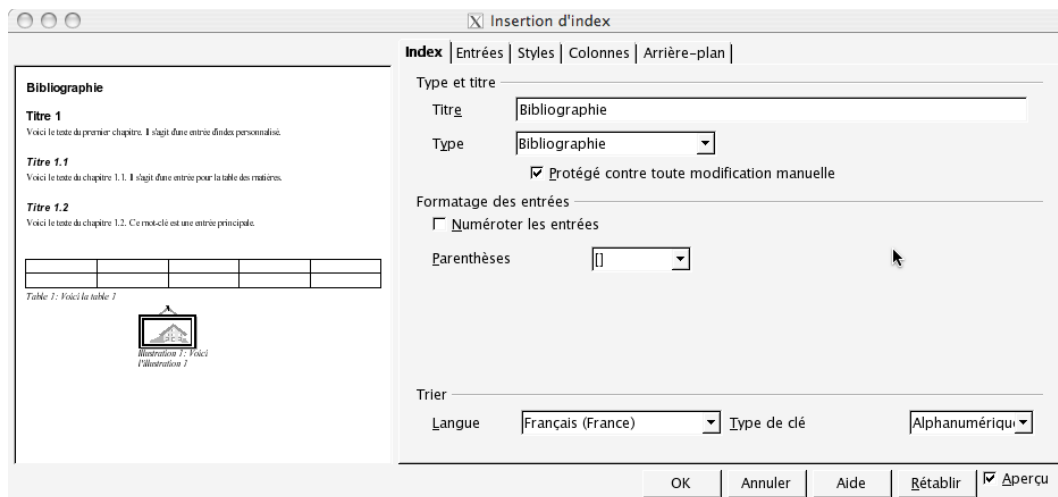 X Insertion d'index
Index Entrées Styles Colonnes Arrière-plan
Bibliographie
Titre 1
Voici le texte du premier chapitre. Il s'agit d'une entrée d'index personnalisé.
Titre 1.1
Voici le texte du chapitre 1.1. Il s'agit d'une entrée pour la table des matières.
Titre 1.2
Voici le texte du chapitre 1.2. Ce mot-clé est une entrée principale.
Table 1: Voici la table 1
Illustration 1: Voici
l'illustration 1
Type et titre
Titre Bibliographie
Type Bibliographie
Protégé contre toute modification manuelle
Formatage des entrées
Numéroter les entrées
Parenthèses []
Trier
Langue Français (France) Type de clé Alphanumériqu
OK Annuler Aide Rétablir Aperçu